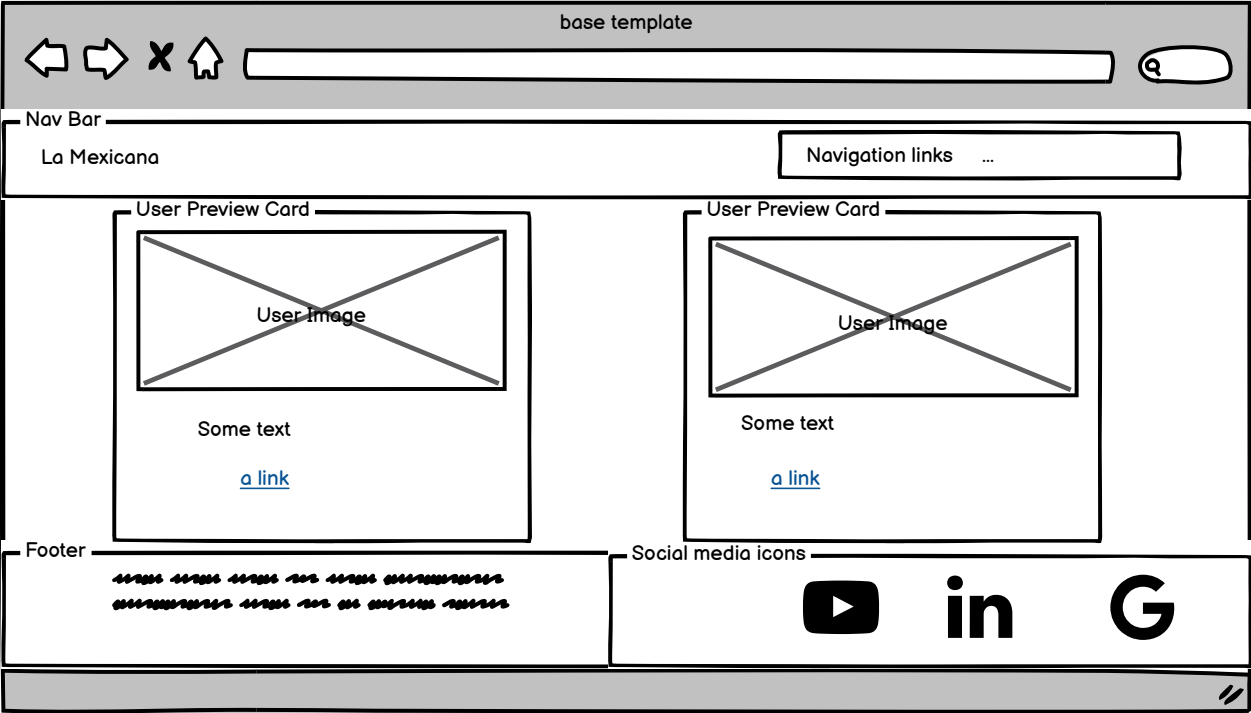 base template
Nav Bar
La Mexicana
Navigation links ...
User Preview Card
User Preview Card
User Image
User Image
Some text
Some text
a link
a link
Footer
Social media icons
in
G